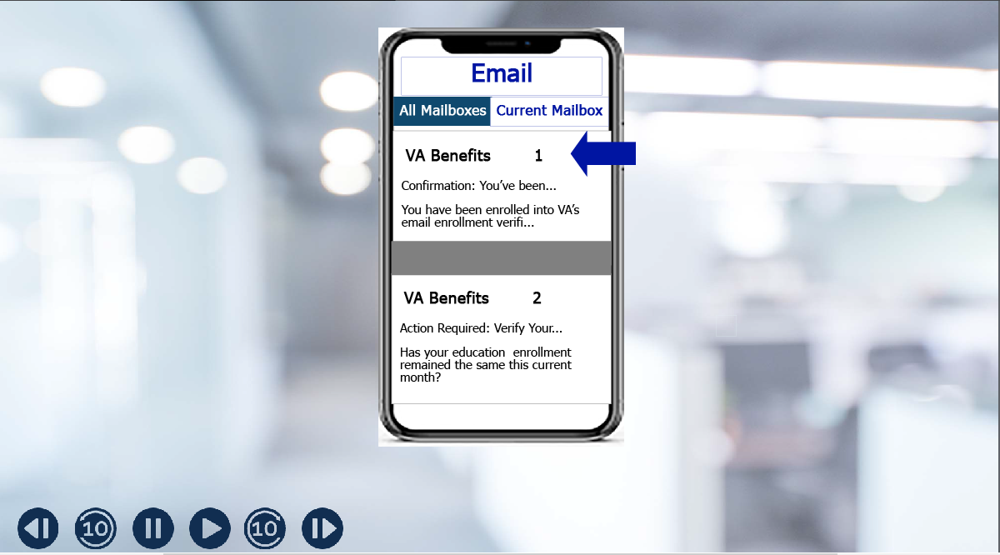 Email
All Mailboxes Current Mailbox
VA Benefits 1
Confirmation: You’ve been...
You have been enrolled into VA’s
email enrollment verifi...
VA Benefits 2
Action Required: Verify Your...
Has your education  enrollment
remained the same this current
month?
10 10